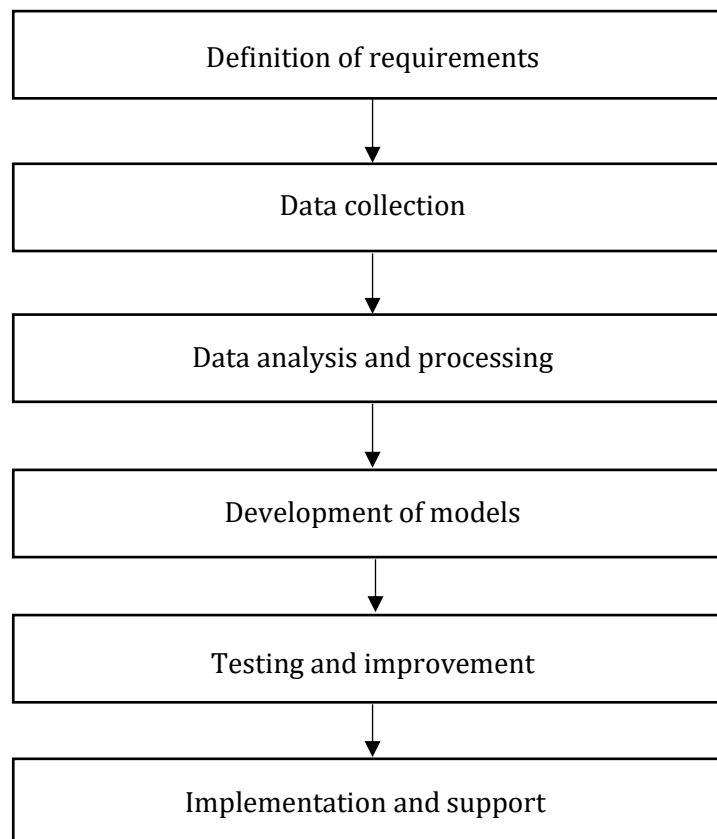 Definition of requirements
Data collection
Data analysis and processing
Development of models
Testing and improvement
Implementation and support